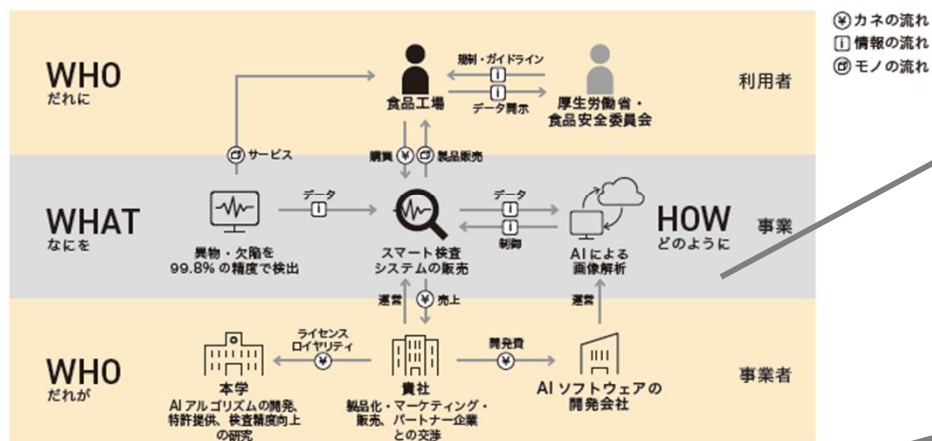 カネの流れ
情報の流れ
モノの流れ
WHO
だれに
食品工場
規制・ガイドライン
データ開示
厚生労働省・
食品安全委員会
利用者
サービス
購買
製品販売
WHAT
なにを
異物・欠陥を
99.8%の精度で検出
データ
スマート検査
システムの販売
データ
制御
AIによる
画像解析
HOW
どのように
事業
運営
売上
運営
WHO
だれが
本学
AIアルゴリズムの開発、
特許提供、検査精度向上
の研究
ライセンス
ロイヤリティ
貴社
製品化・マーケティング・
販売、パートナー企業
との交渉
開発費
AIソフトウェアの
開発会社
事業者